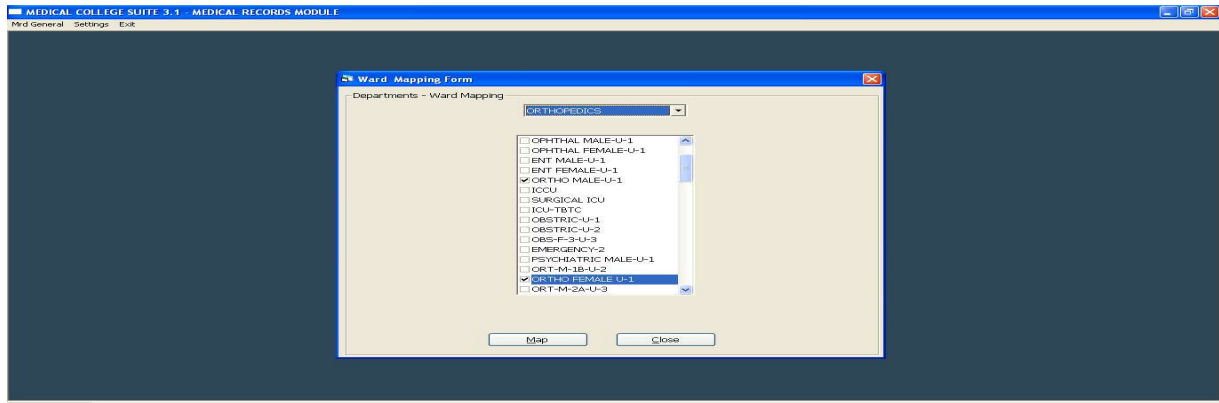 MEDICAL COLLEGE SUITE 3.1 - MEDICAL RECORDS MODULE
Mrd General Settings Exit
Ward Mapping Form
Departments - Ward Mapping
ORTHOPEDICS
OPHTHAL MALE-U-1
OPHTHAL FEMALE-U-1
ENT MALE-U-1
ENT FEMALE-U-1
ORTHO MALE-U-1
ICCU
SURGICAL ICU
ICU-TBTC
OBSTRIC-U-1
OBSTRIC-U-2
OBS-F-3-U-3
EMERGENCY-2
PSYCHIATRIC MALE-U-1
ORT-M-1B-U-2
ORTHO FEMALE U-1
ORT-M-2A-U-3
Map Close